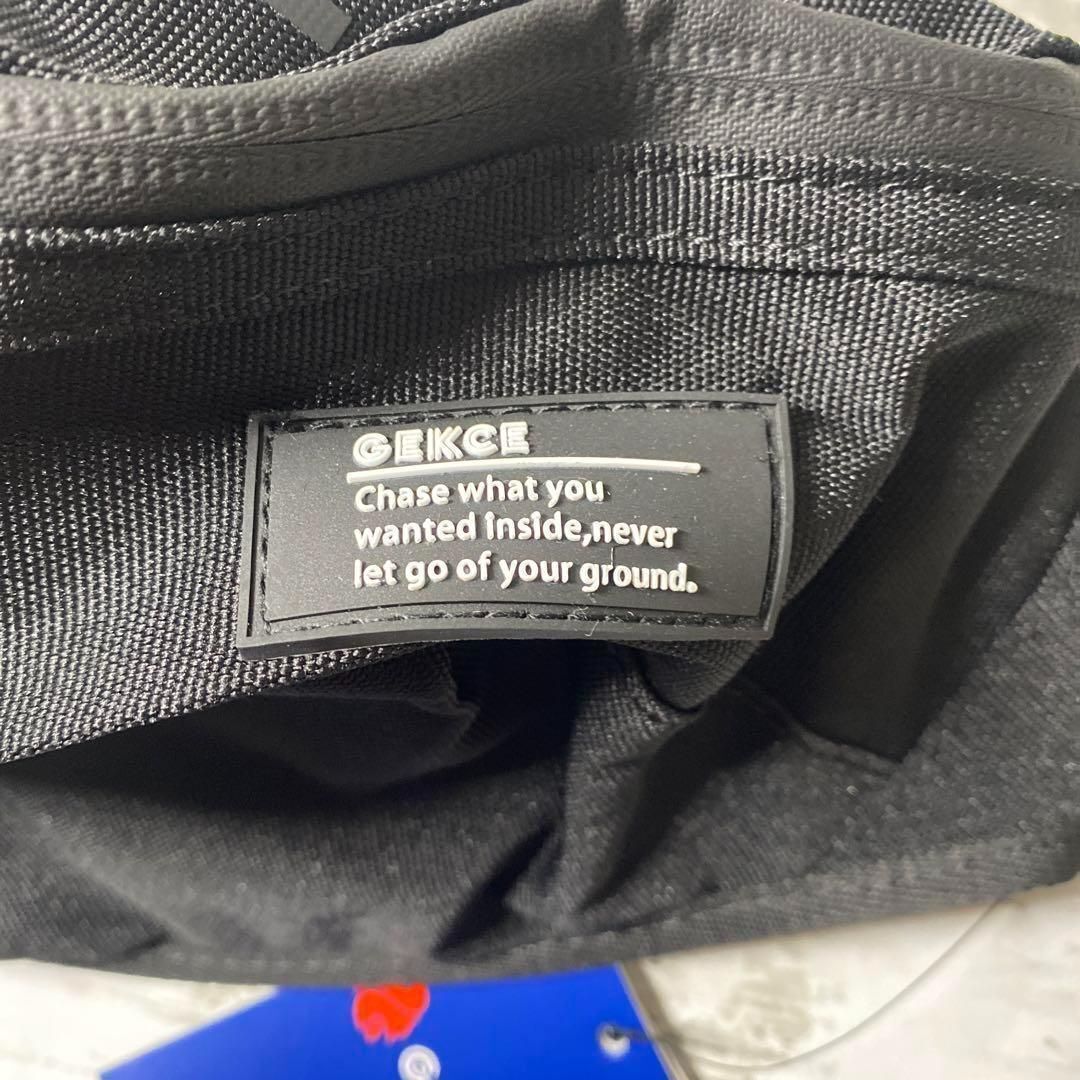 GEKCE
Chase what you
wanted inside,never
let go of your ground.
G